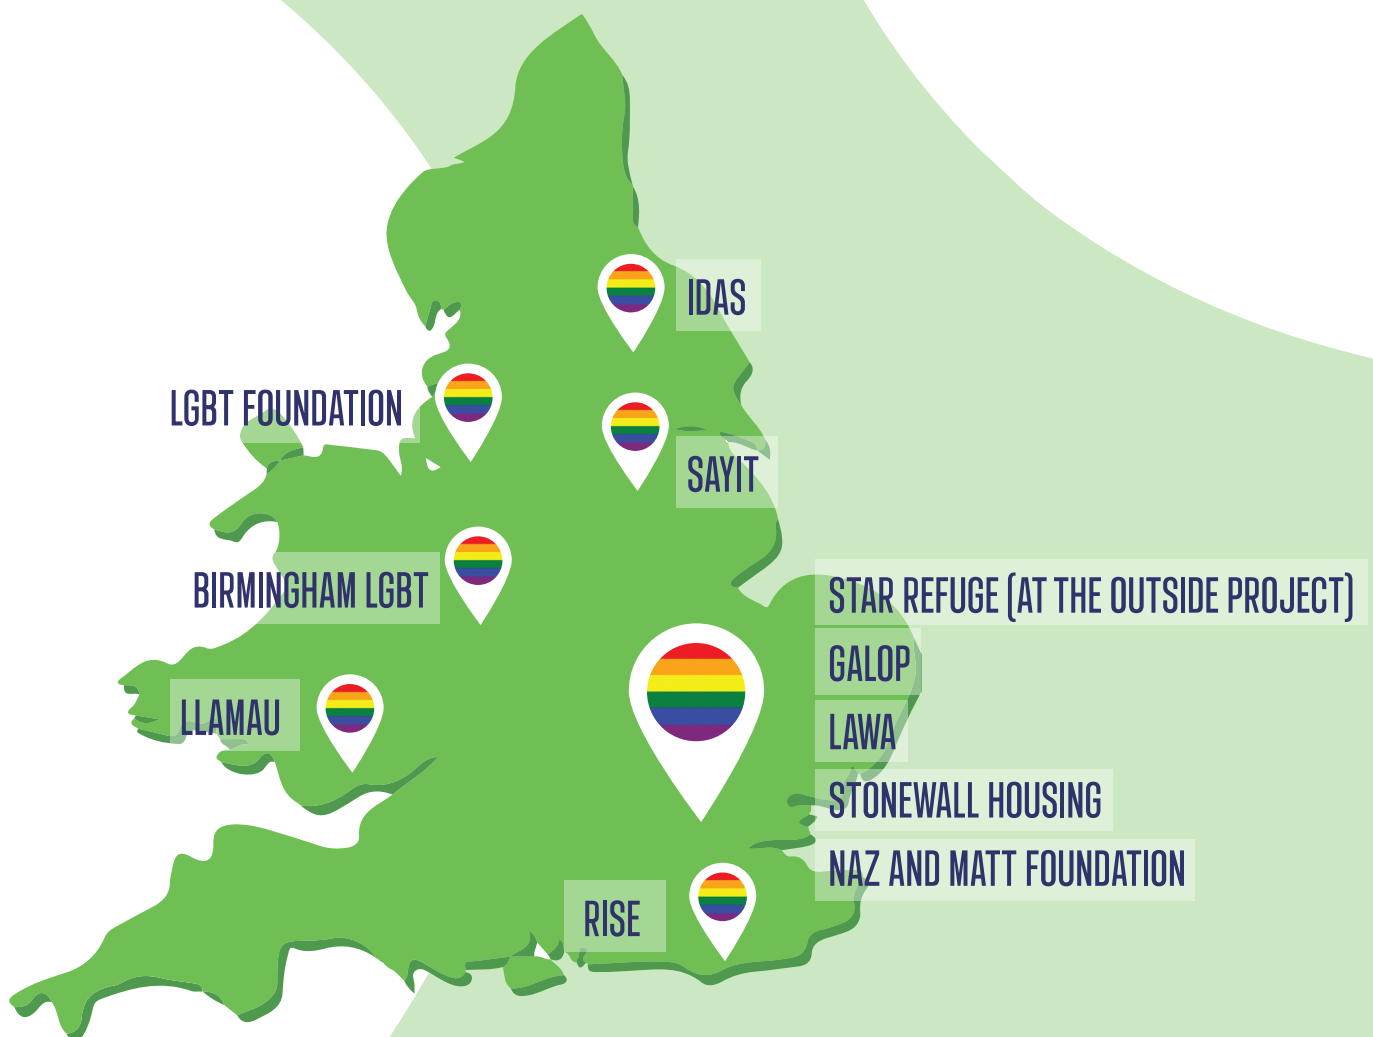 IDAS
LGBT FOUNDATION
SAYIT
BIRMINGHAM LGBT
STAR REFUGE (AT THE OUTSIDE PROJECT)
GALOP
LLAMAU
LAWA
STONEWALL HOUSING
NAZ AND MATT FOUNDATION
RISE